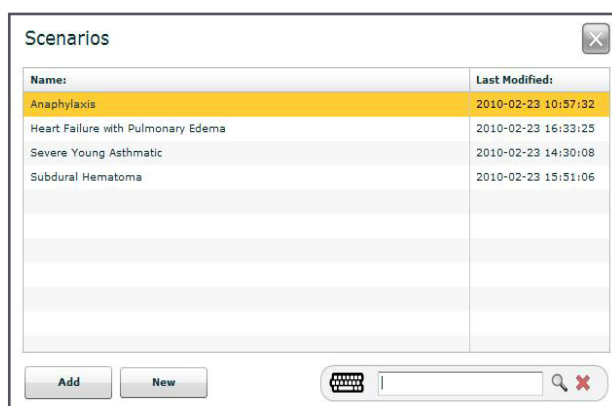 Scenarios
Name: Last Modified:
Anaphylaxis 2010-02-23 10:57:32
Heart Failure with Pulmonary Edema 2010-02-23 16:33:25
Severe Young Asthmatic 2010-02-23 14:30:08
Subdural Hematoma 2010-02-23 15:51:06
Add New